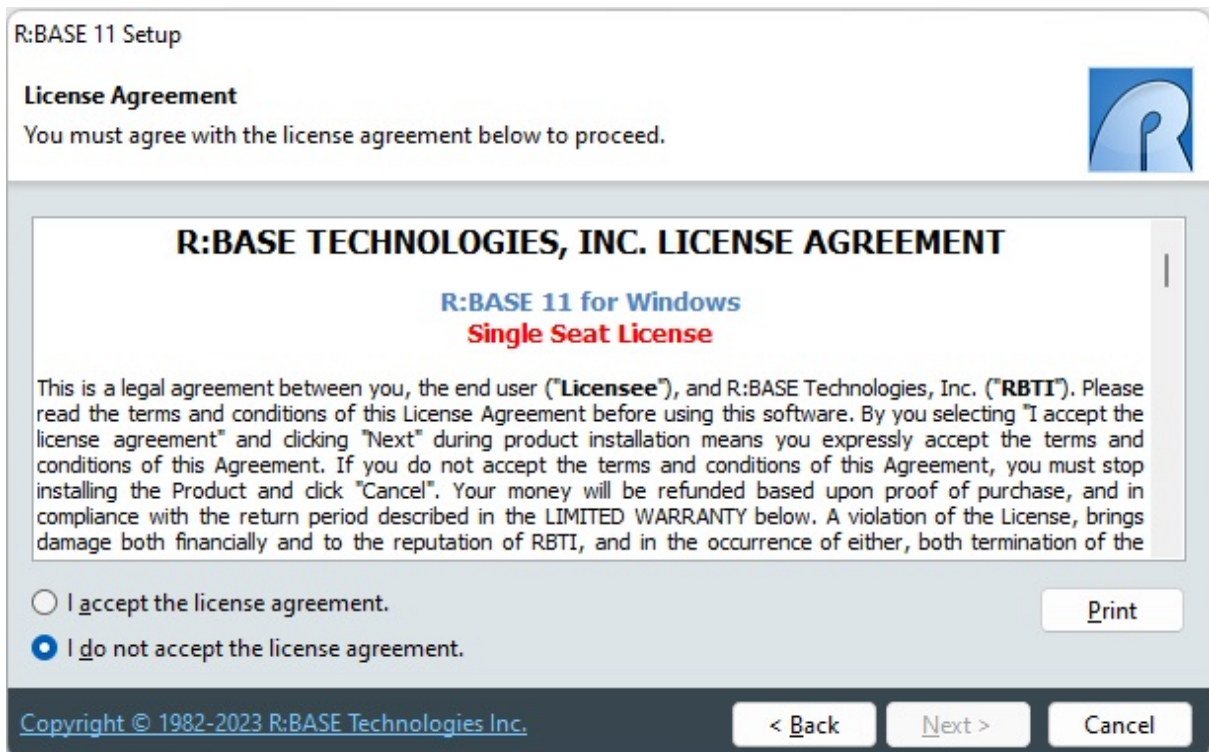 R:BASE 11 Setup
License Agreement
You must agree with the license agreement below to proceed.
R:BASE TECHNOLOGIES, INC. LICENSE AGREEMENT
R:BASE 11 for Windows
Single Seat License
This is a legal agreement between you, the end user ("Licensee"), and R:BASE Technologies, Inc. ("RBTI"). Please
read the terms and conditions of this License Agreement before using this software. By you selecting "I accept the
license agreement" and clicking "Next" during product installation means you expressly accept the terms and
conditions of this Agreement. If you do not accept the terms and conditions of this Agreement, you must stop
installing the Product and click "Cancel". Your money will be refunded based upon proof of purchase, and in
compliance with the return period described in the LIMITED WARRANTY below. A violation of the License, brings
damage both financially and to the reputation of RBTI, and in the occurrence of either, both termination of the
I accept the license agreement.
Print
I do not accept the license agreement.
Copyright © 1982-2023 R:BASE Technologies Inc.
< Back
Next >
Cancel